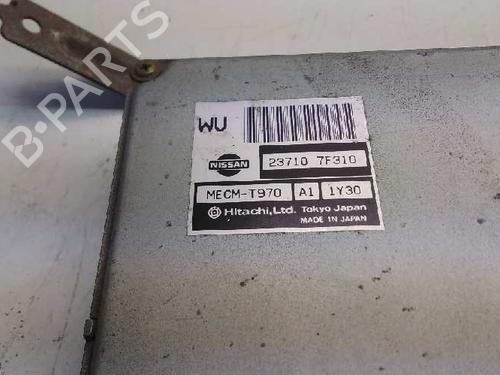 WU
NISSAN 23710 7F310
MECM-T970 A1 1Y30
Hitachi, Ltd. Tokyo Japan
MADE IN JAPAN
B-PARTS